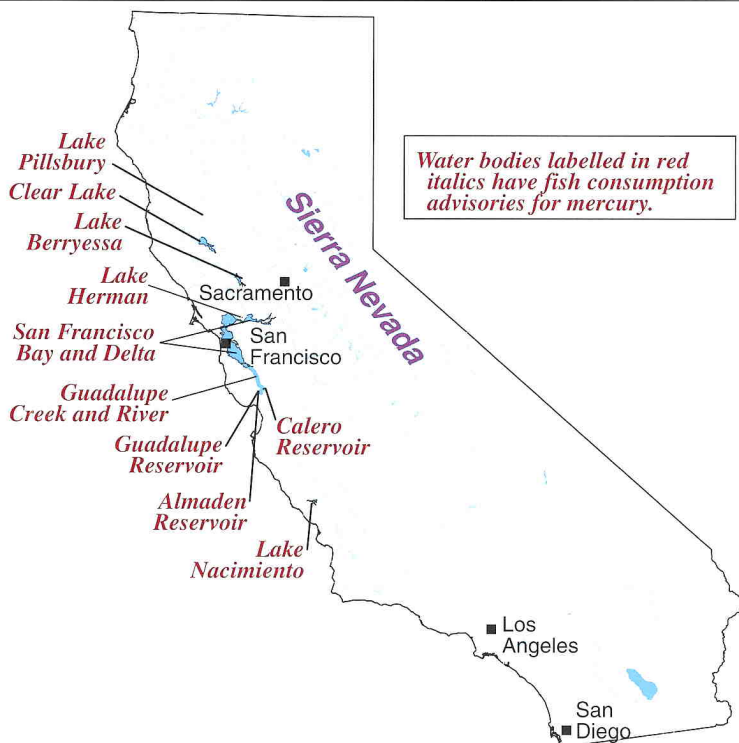 Lake
Pillsbury
Clear Lake
Lake
Berryessa
Lake
Herman
San Francisco
Bay and Delta
Guadalupe
Creek and River
Guadalupe
Reservoir
Almaden
Reservoir
Lake
Nacimiento
Calero
Reservoir
Sacramento
San
Francisco
Sierra Nevada
Water bodies labelled in red
italics have fish consumption
advisories for mercury.
Los
Angeles
San
Diego